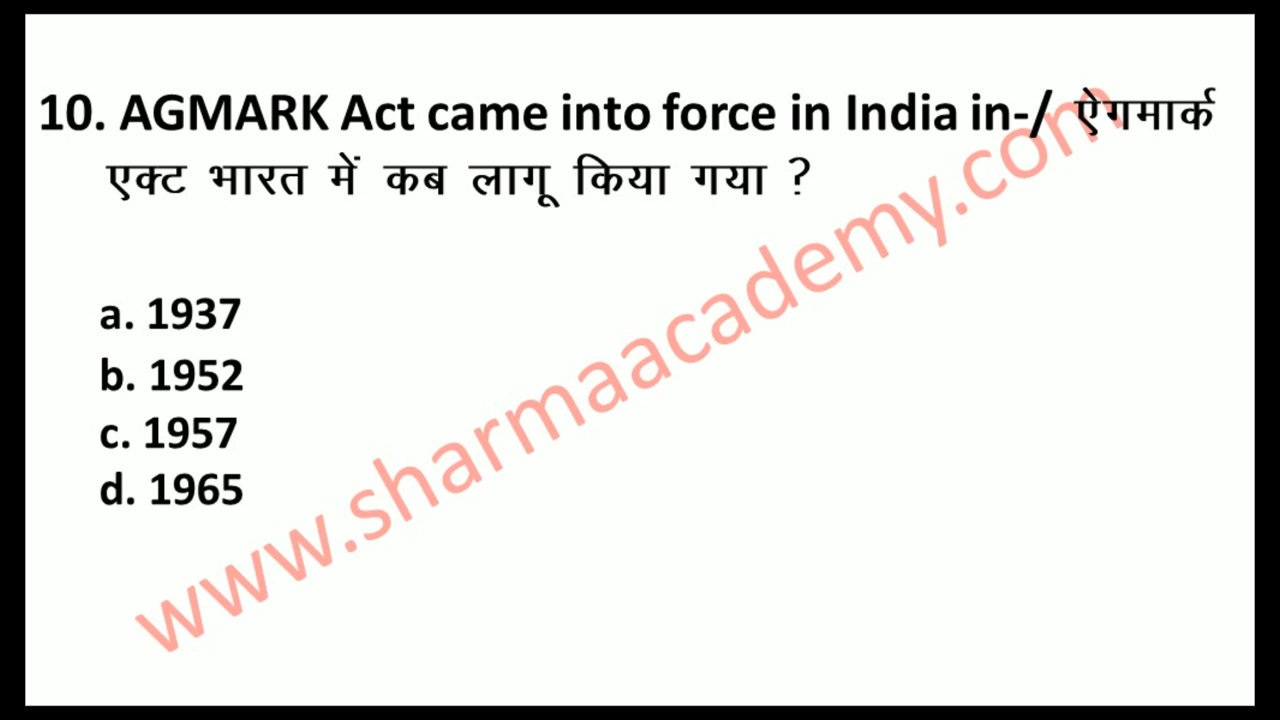 10. AGMARK Act came into force in India in-/ ऐगमार्क
एक्ट भारत में कब लागू किया गया ?
a. 1937
b. 1952
c. 1957
d. 1965
www.sharmaacademy.com